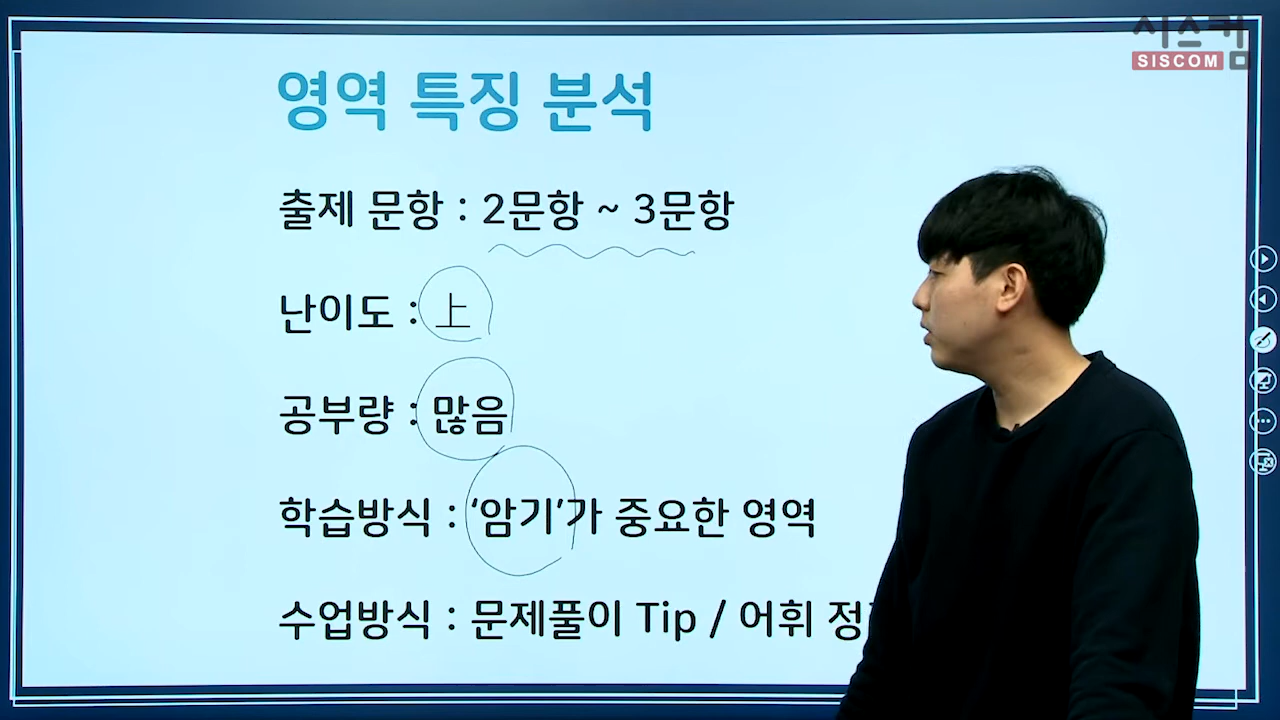 시스컴
SISCOM
영역 특징 분석
출제 문항 : 2문항 ~ 3문항
난이도 : 上
공부량 : 많음
학습방식 : ‘암기’가 중요한 영역
수업방식 : 문제풀이 Tip / 어휘